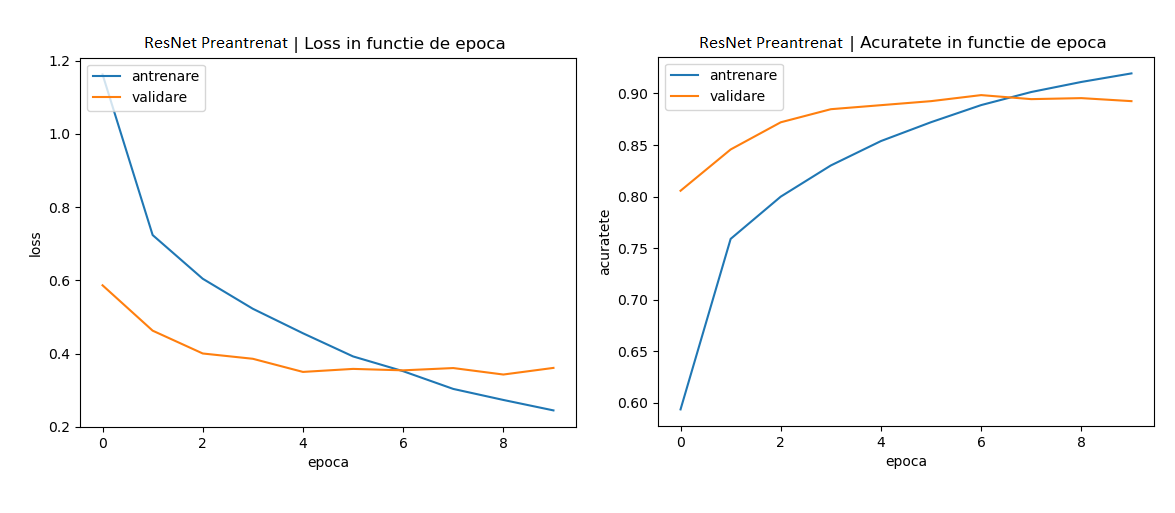 ResNet Preantrenat | Loss in functie de epoca
antrenare
validare
1.2
1.0
0.8
0.6
0.4
0.2
loss
0 2 4 6 8
epoca
ResNet Preantrenat | Acuratete in functie de epoca
antrenare
validare
0.90
0.85
0.80
0.75
0.70
0.65
0.60
acuratete
0 2 4 6 8
epoca